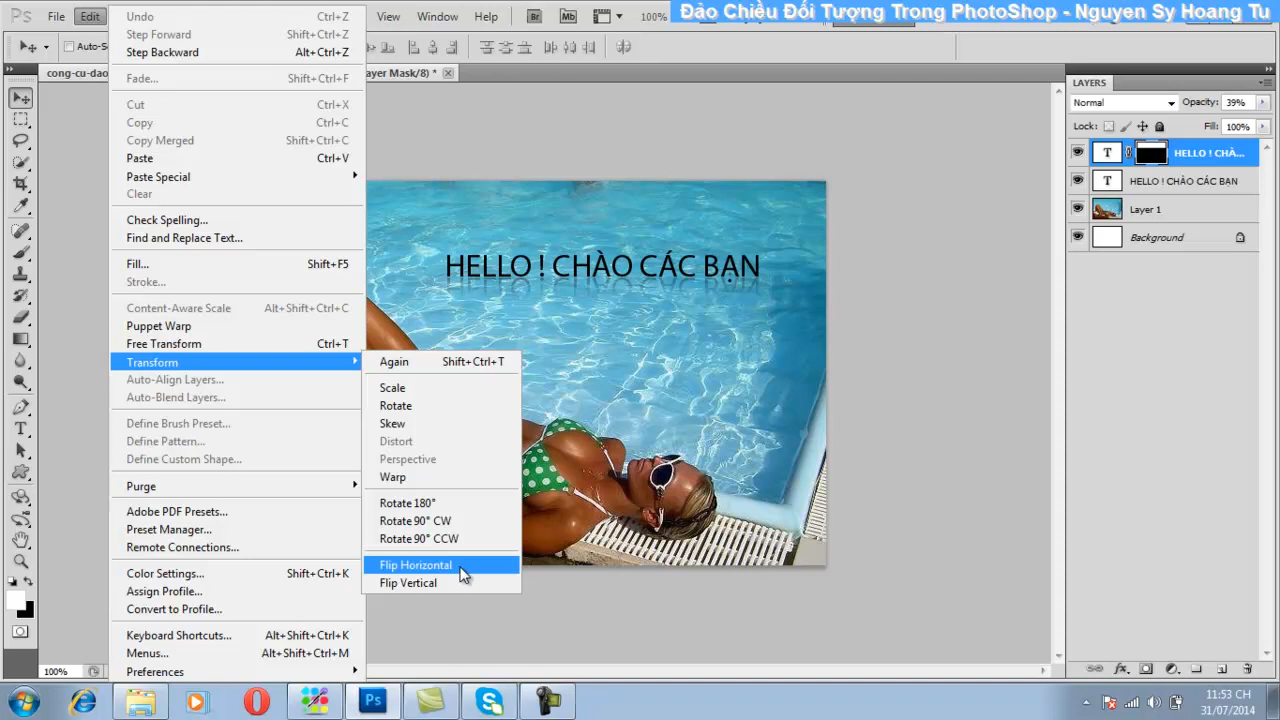 Đảo Chiều Đối Tượng Trong PhotoShop - Nguyen Sy Hoang Tu
Ps File Edit View Window Help Br Mb 100%
Auto-S
cong-cu-dao
ayer Mask/8) *
Undo Ctrl+Z
Step Forward Shift+Ctrl+Z
Step Backward Alt+Ctrl+Z
Fade... Shift+Ctrl+F
Cut Ctrl+X
Copy Ctrl+C
Copy Merged Shift+Ctrl+C
Paste Ctrl+V
Paste Special
Clear
Check Spelling...
Find and Replace Text...
Fill... Shift+F5
Stroke...
Content-Aware Scale Alt+Shift+Ctrl+C
Puppet Warp
Free Transform Ctrl+T
Transform
Auto-Align Layers...
Auto-Blend Layers...
Define Brush Preset...
Define Pattern...
Define Custom Shape...
Purge
Adobe PDF Presets...
Preset Manager...
Remote Connections...
Color Settings... Shift+Ctrl+K
Assign Profile...
Convert to Profile...
Keyboard Shortcuts... Alt+Shift+Ctrl+K
Menus... Alt+Shift+Ctrl+M
Preferences
Again Shift+Ctrl+T
Scale
Rotate
Skew
Distort
Perspective
Warp
Rotate 180°
Rotate 90° CW
Rotate 90° CCW
Flip Horizontal
Flip Vertical
HELLO ! CHÀO CÁC BẠN
LAYERS
Normal Opacity: 39%
Lock: Fill: 100%
T HELLO ! CHÀ...
T HELLO ! CHÀO CÁC BẠN
Layer 1
Background
100%
Ps
11:53 CH
31/07/2014